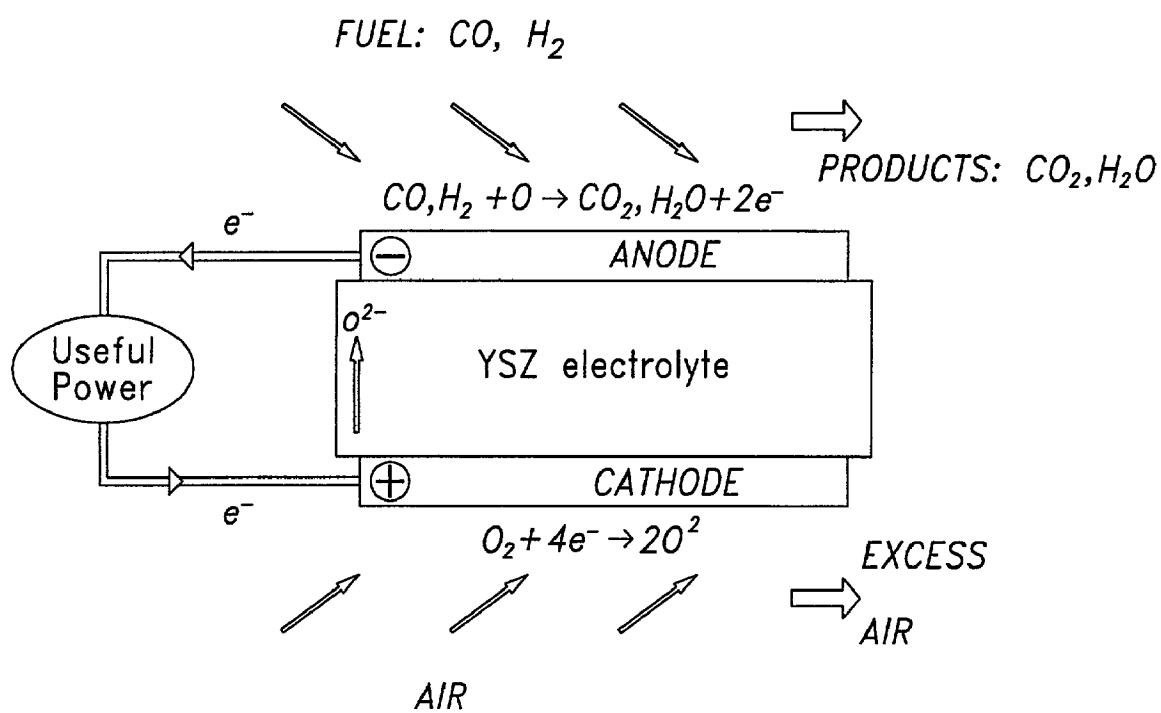 FUEL: CO, H₂
PRODUCTS: CO₂,H₂O
CO,H₂ +O → CO₂, H₂O+2e⁻
e⁻
⊖
ANODE
O²⁻
Useful
Power
YSZ electrolyte
⊕
CATHODE
e⁻
O₂+4e⁻→2O²
EXCESS
AIR
AIR